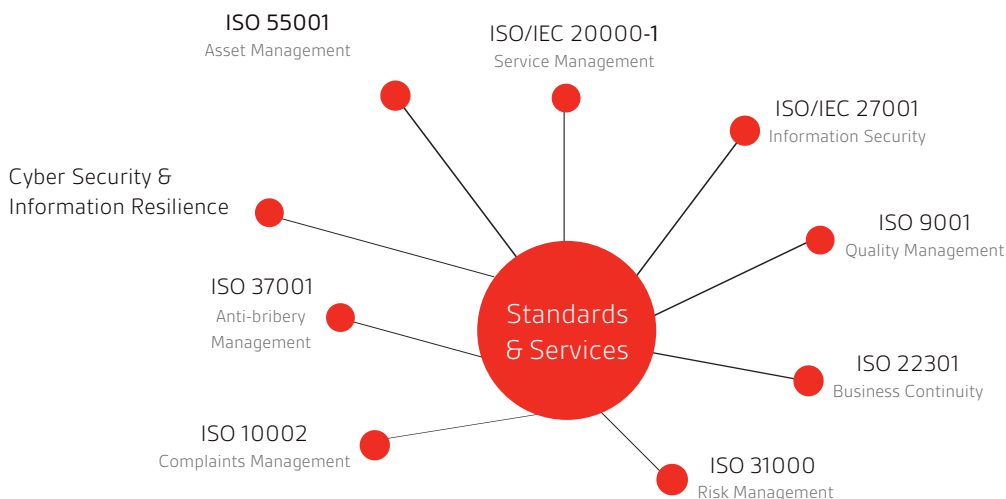 ISO 55001
Asset Management
ISO/IEC 20000-1
Service Management
ISO/IEC 27001
Information Security
Cyber Security &
Information Resilience
ISO 9001
Quality Management
ISO 37001
Anti-bribery
Management
Standards
& Services
ISO 22301
Business Continuity
ISO 10002
Complaints Management
ISO 31000
Risk Management